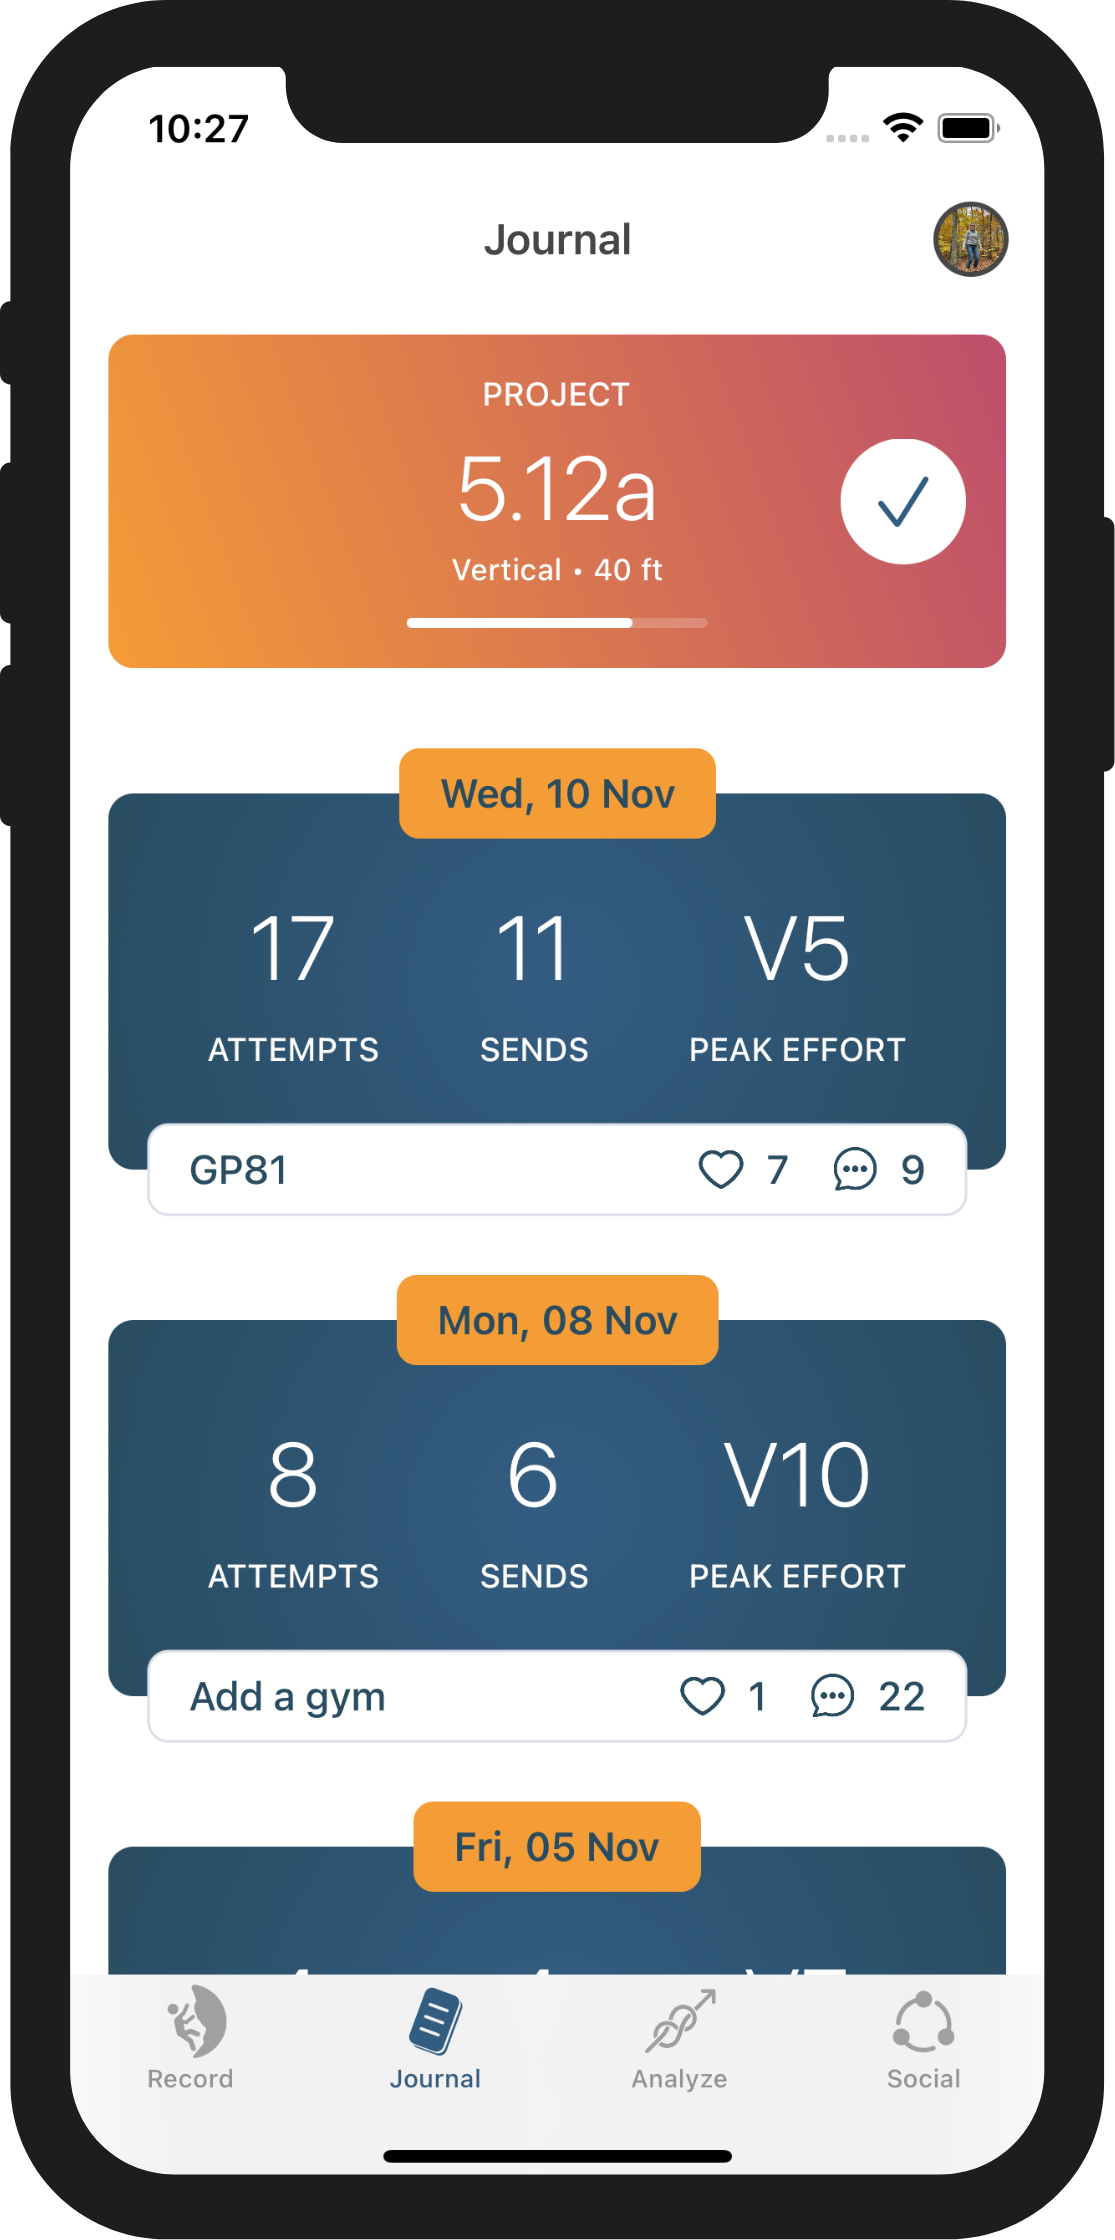 10:27
Journal
PROJECT
5.12a
Vertical • 40 ft
Wed, 10 Nov
17 11 V5
ATTEMPTS SENDS PEAK EFFORT
GP81 7 9
Mon, 08 Nov
8 6 V10
ATTEMPTS SENDS PEAK EFFORT
Add a gym 1 22
Fri, 05 Nov
Record Journal Analyze Social